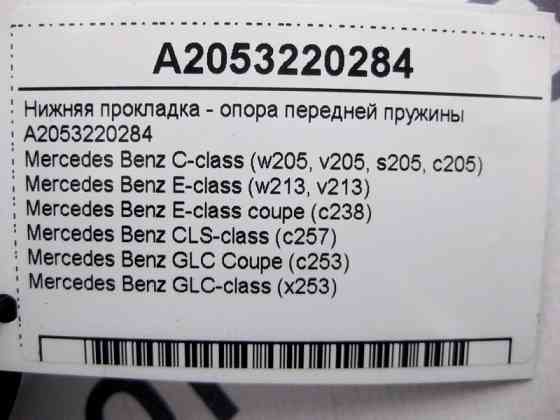 A2053220284
Нижняя прокладка - опора передней пружины
A2053220284
Mercedes Benz C-class (w205, v205, s205, c205)
Mercedes Benz E-class (w213, v213)
Mercedes Benz E-class coupe (c238)
Mercedes Benz CLS-class (c257)
Mercedes Benz GLC Coupe (c253)
Mercedes Benz GLC-class (x253)